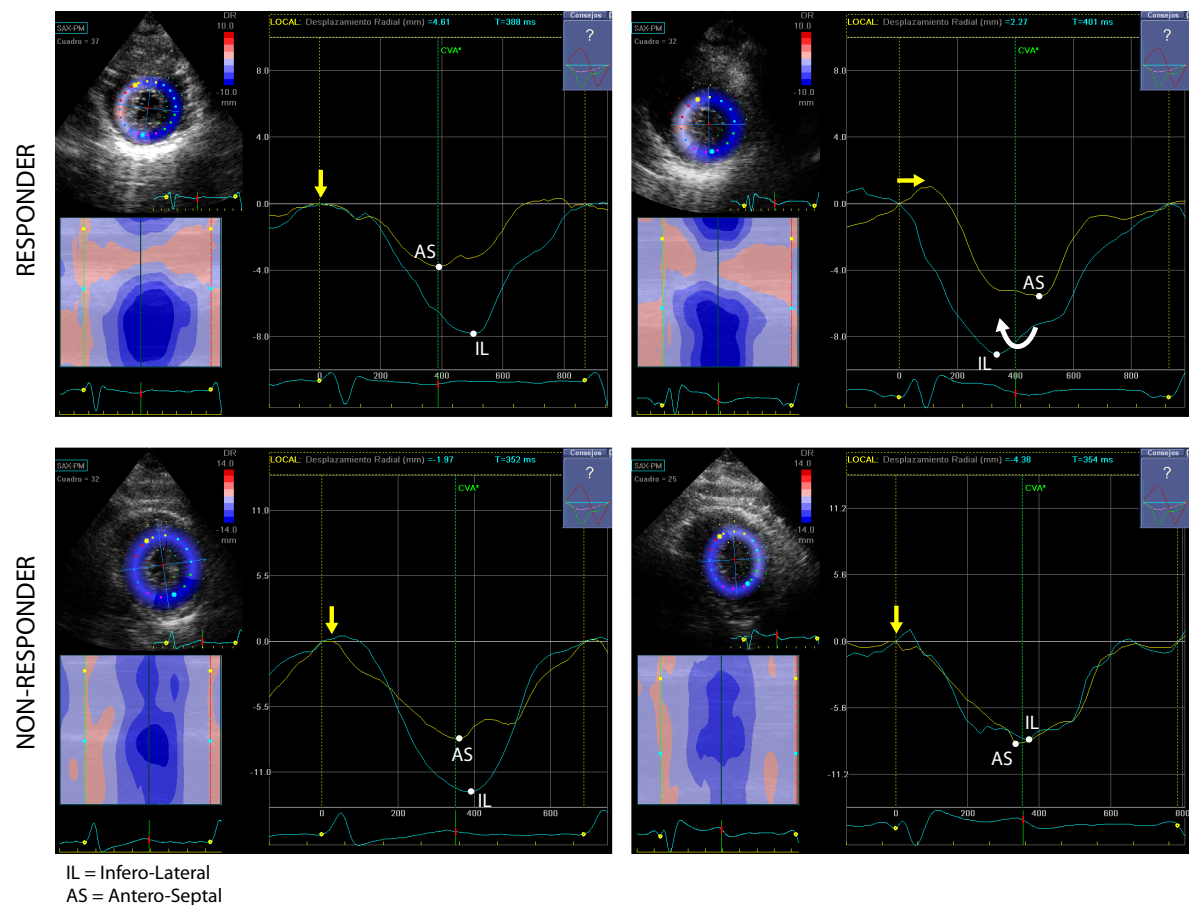 RESPONDER
SAX-PM
Cuadro = 37
DR
10.0
-10.0
mm
LOCAL: Desplazamiento Radial (mm) =4.61 T=388 ms
Consejos
?
CVA*
8.0
4.0
0.0
-4.0
-8.0
AS
IL
0 200 400 600 800
SAX-PM
Cuadro = 32
DR
10.0
-10.0
mm
LOCAL: Desplazamiento Radial (mm) =2.27 T=401 ms
Consejos
?
CVA*
8.0
4.0
0.0
-4.0
-8.0
AS
IL
0 200 400 600 800
NON-RESPONDER
SAX-PM
Cuadro = 32
DR
14.0
-14.0
mm
LOCAL: Desplazamiento Radial (mm) =-1.97 T=352 ms
Consejos
?
CVA*
11.0
5.5
0.0
-5.5
-11.0
AS
IL
0 200 400 600
SAX-PM
Cuadro = 25
DR
14.0
-14.0
mm
LOCAL: Desplazamiento Radial (mm) =-4.38 T=354 ms
Consejos
?
CVA*
11.2
5.6
0.0
-5.6
-11.2
IL
AS
0 200 400 600 800
IL = Infero-Lateral
AS = Antero-Septal